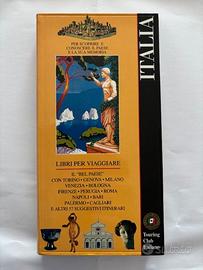 PER SCOPRIRE E
CONOSCERE IL PAESE
E LA SUA MEMORIA
ITALIA
LIBRI PER VIAGGIARE
IL "BEL PAESE"
CON TORINO • GENOVA • MILANO
VENEZIA • BOLOGNA
FIRENZE • PERUGIA • ROMA
NAPOLI • BARI
PALERMO • CAGLIARI
E ALTRI 57 SUGGESTIVI ITINERARI
Touring
Club
Italiano